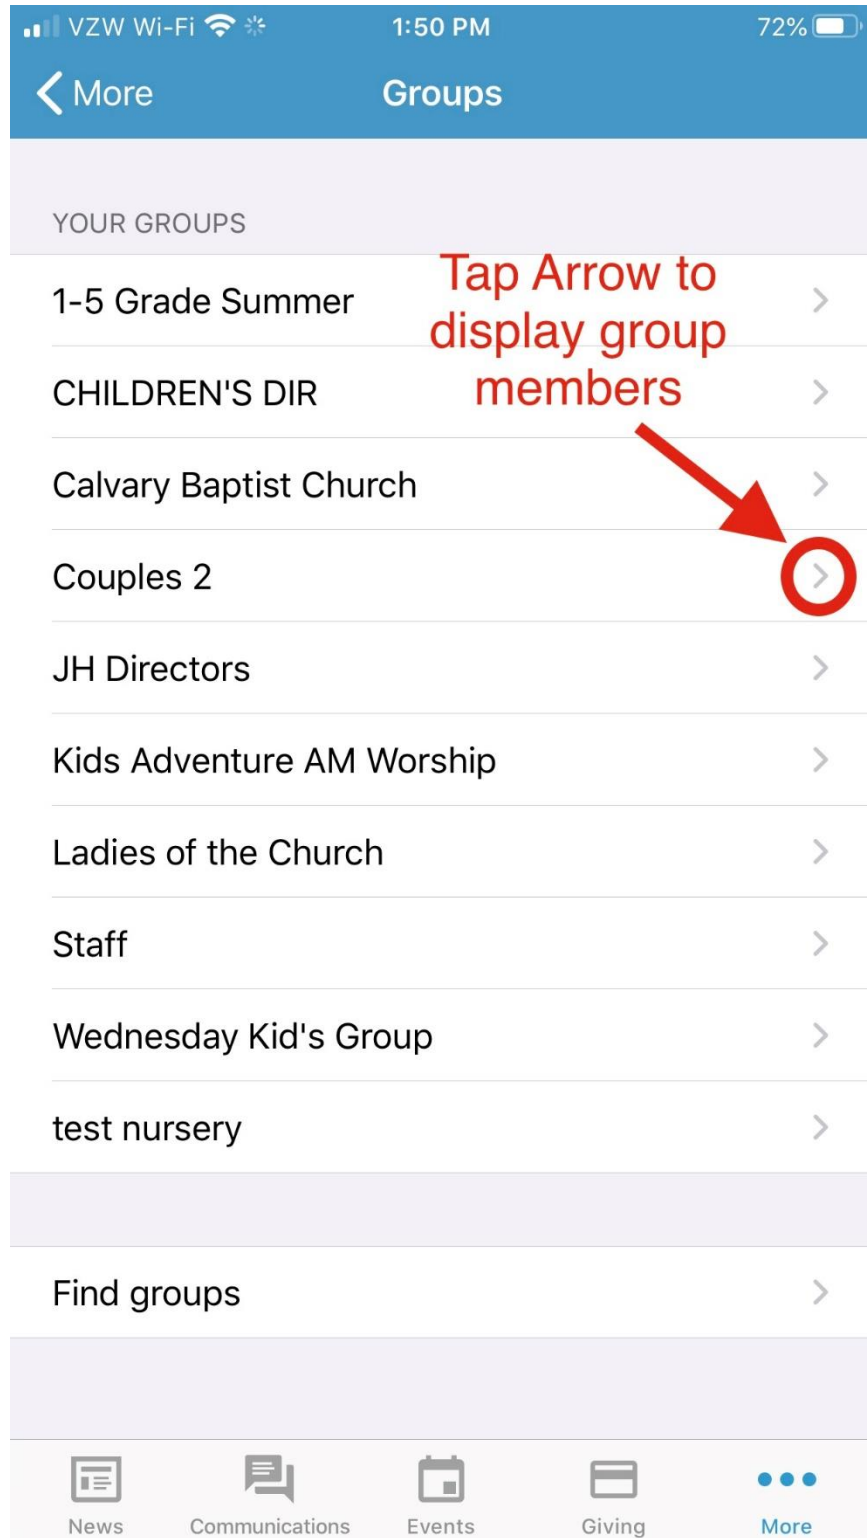 VZW Wi-Fi 1:50 PM 72%
More Groups
YOUR GROUPS
Tap Arrow to
display group
members
1-5 Grade Summer
CHILDREN'S DIR
Calvary Baptist Church
Couples 2
JH Directors
Kids Adventure AM Worship
Ladies of the Church
Staff
Wednesday Kid's Group
test nursery
Find groups
News Communications Events Giving More